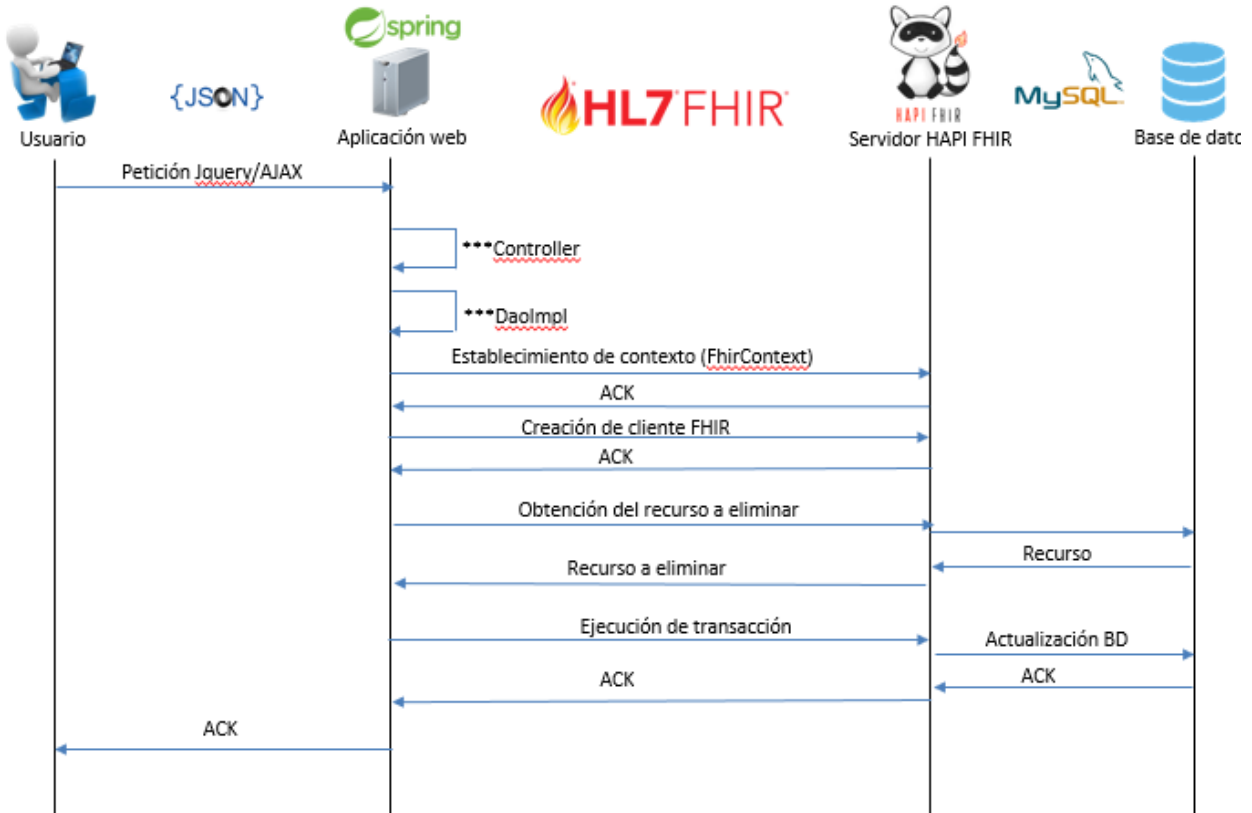 spring
{JSON}
HL7 FHIR
HAPI FHIR
MySQL
Usuario
Aplicación web
Servidor HAPI FHIR
Base de dato
Petición Jquery/AJAX
***Controller
***DaoImpl
Establecimiento de contexto (FhirContext)
ACK
Creación de cliente FHIR
ACK
Obtención del recurso a eliminar
Recurso
Recurso a eliminar
Ejecución de transacción
Actualización BD
ACK
ACK
ACK